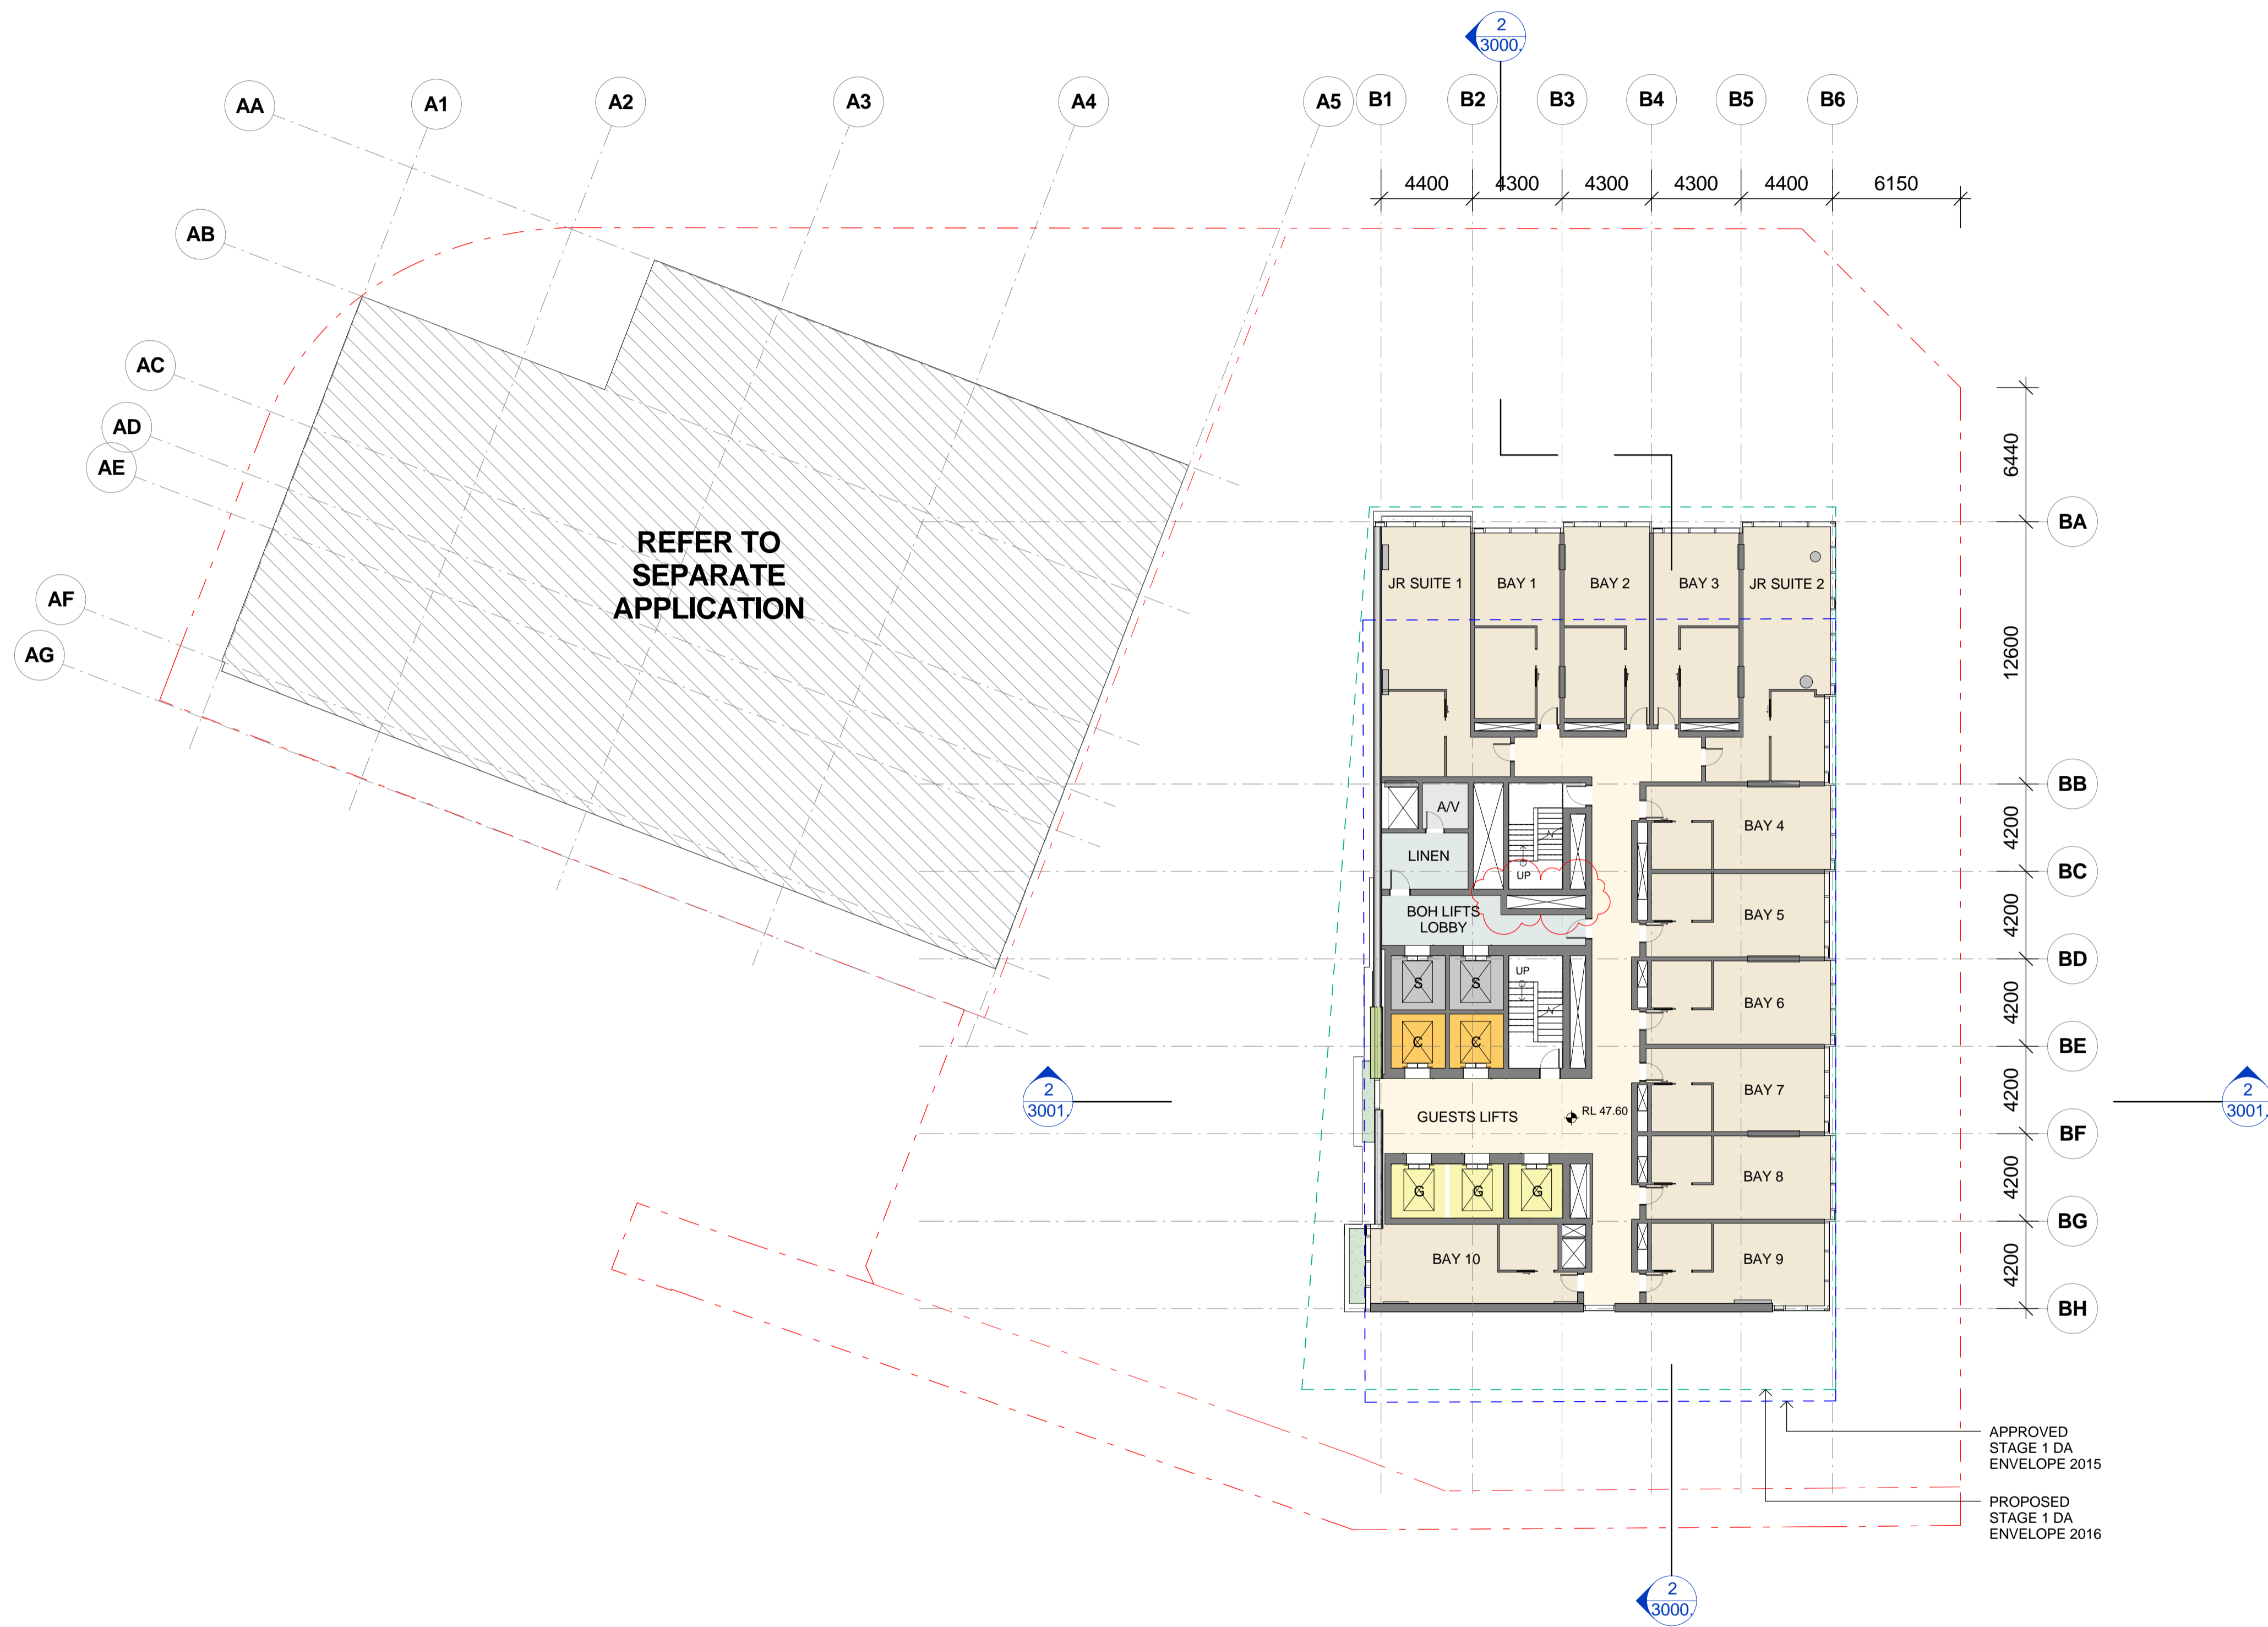 2
3000.
AA
A1
A2
A3
A4
A5
B1
B2
B3
B4
B5
B6
4400
4300
4300
4300
4400
6150
AB
AC
AD
AE
AF
AG
REFER TO
SEPARATE
APPLICATION
6440
BA
12600
BB
4200
BC
4200
BD
4200
BE
4200
BF
4200
BG
4200
BH
JR SUITE 1
BAY 1
BAY 2
BAY 3
JR SUITE 2
A/V
BAY 4
LINEN
UP
BOH LIFTS
LOBBY
BAY 5
S
S
UP
BAY 6
C
C
BAY 7
2
3001.
2
3001.
GUESTS LIFTS
RL 47.60
BAY 8
G
G
G
BAY 10
BAY 9
APPROVED
STAGE 1 DA
ENVELOPE 2015
PROPOSED
STAGE 1 DA
ENVELOPE 2016
2
3000.